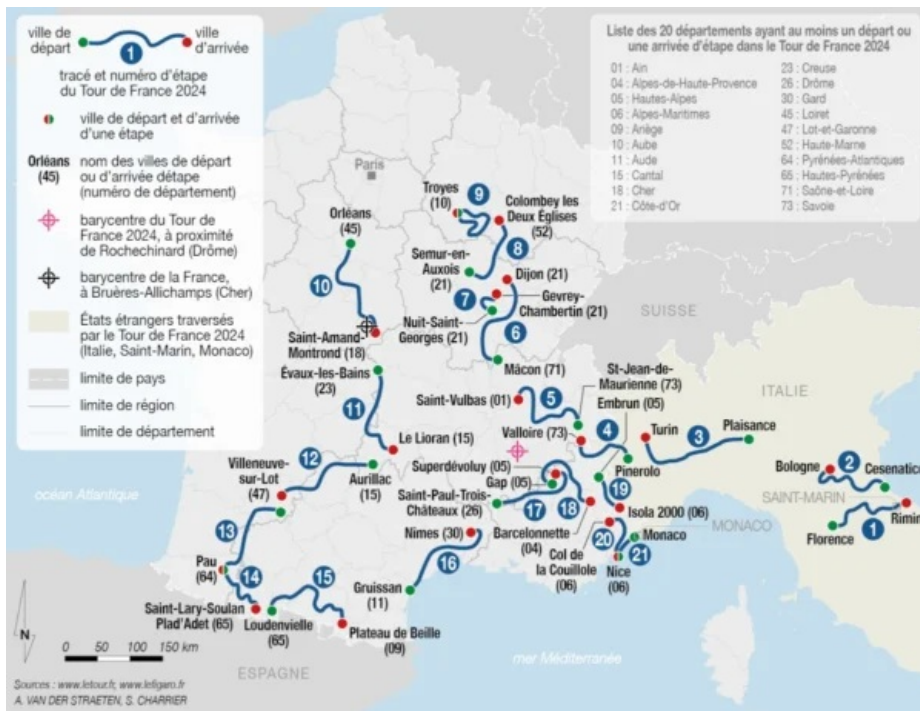 ville de
départ
ville
d'arrivée
1
tracé et numéro d'étape
du Tour de France 2024
ville de départ et d'arrivée
d'une étape
Orléans
(45)
nom des villes de départ
ou d'arrivée détape
(numéro de département)
barycentre du Tour de
France 2024, à proximité
de Rochechinard (Drôme)
barycentre de la France,
à Bruères-Allichamps (Cher)
États étrangers traversés
par le Tour de France 2024
(Italie, Saint-Marin, Monaco)
limite de pays
limite de région
limite de département
Liste des 20 départements ayant au moins un départ ou
une arrivée d'étape dans le Tour de France 2024
01 : Ain
04 : Alpes-de-Haute-Provence
05 : Hautes-Alpes
06 : Alpes-Maritimes
09 : Ariège
10 : Aube
11 : Aude
15 : Cantal
18 : Cher
21 : Côte-d'Or
23 : Creuse
26 : Drôme
30 : Gard
45 : Loiret
47 : Lot-et-Garonne
52 : Haute-Marne
64 : Pyrénées-Atlantiques
65 : Hautes-Pyrénées
71 : Saône-et-Loire
73 : Savoie
Paris
Troyes
(10)
9
Colombey les
Deux Églises
(52)
Orléans
(45)
8
Semur-en-
Auxois
(21)
Dijon (21)
10
7
Gevrey-
Chambertin (21)
Nuit-Saint-
Georges (21)
6
SUISSE
Saint-Amand-
Montrond (18)
Mâcon (71)
Évaux-les-Bains
(23)
St-Jean-de-
Maurienne (73)
Saint-Vulbas (01)
5
Embrun (05)
ITALIE
11
Valloire (73)
4
Turin
3
Plaisance
Le Lioran (15)
12
Villeneuve-
sur-Lot
(47)
Aurillac
(15)
Superdévoluy (05)
Gap (05)
Pinerolo
Bologne
2
Cesenatico
océan Atlantique
Saint-Paul-Trois-
Châteaux (26)
17
18
19
Isola 2000 (06)
SAINT-MARIN
Rimini
13
Nimes (30)
Barcelonnette
(04)
20
Monaco
MONACO
Florence
1
16
Col de
la Couillole
(06)
21
Nice
(06)
Pau
(64)
14
15
Gruissan
(11)
Saint-Lary-Soulan
Plad'Adet (65)
Loudenvielle
(65)
Plateau de Beille
(09)
N
0 50 100 150 km
mer Méditerranée
ESPAGNE
Sources : www.letour.fr, www.lefigaro.fr
A. VAN DER STRAETEN, S. CHARRIER